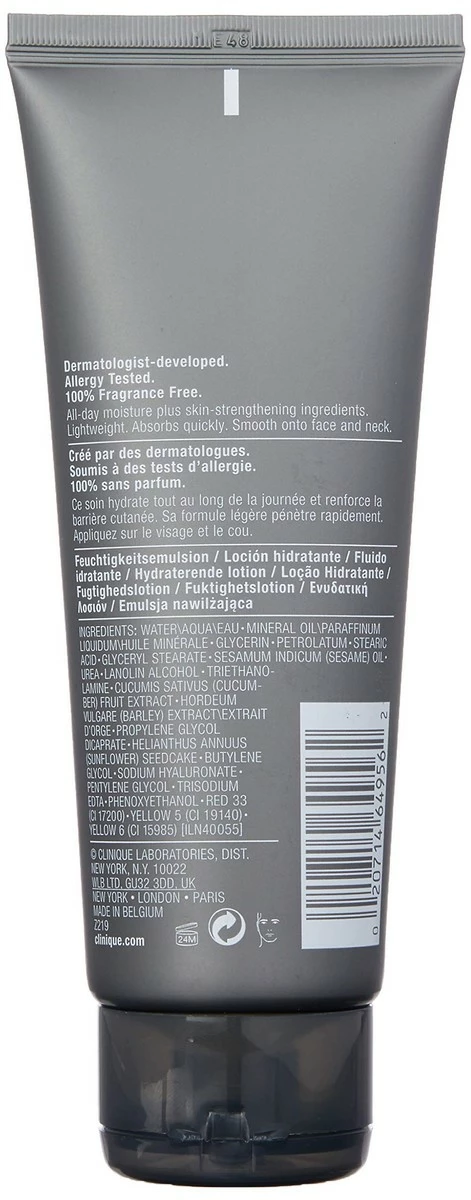 E48
Dermatologist-developed.
Allergy Tested.
100% Fragrance Free.
All-day moisture plus skin-strengthening ingredients.
Lightweight. Absorbs quickly. Smooth onto face and neck.
Créé par des dermatologues.
Soumis à des tests d'allergie.
100% sans parfum.
Ce soin hydrate tout au long de la journée et renforce la
barrière cutanée. Sa formule légère pénètre rapidement.
Appliquez sur le visage et le cou.
Feuchtigkeitsemulsion / Loción hidratante / Fluido
idratante / Hydraterende lotion / Loção Hidratante /
Fugtighedslotion / Fuktighetslotion / Ενυδατική
Λοσιόν / Emulsja nawilżająca
INGREDIENTS: WATER\AQUA\EAU • MINERAL OIL\PARAFFINUM
LIQUIDUM\HUILE MINÉRALE • GLYCERIN • PETROLATUM • STEARIC
ACID • GLYCERYL STEARATE • SESAMUM INDICUM (SESAME) OIL •
UREA • LANOLIN ALCOHOL • TRIETHANO-
LAMINE • CUCUMIS SATIVUS (CUCUM-
BER) FRUIT EXTRACT • HORDEUM
VULGARE (BARLEY) EXTRACT\EXTRAIT
D'ORGE • PROPYLENE GLYCOL
DICAPRATE • HELIANTHUS ANNUUS
(SUNFLOWER) SEEDCAKE • BUTYLENE
GLYCOL • SODIUM HYALURONATE •
PENTYLENE GLYCOL • TRISODIUM
EDTA • PHENOXYETHANOL • RED 33
(CI 17200) • YELLOW 5 (CI 19140) •
YELLOW 6 (CI 15985) [ILN40055]
© CLINIQUE LABORATORIES, DIST.
NEW YORK, N.Y. 10022
WLB LTD, GU32 3DD, UK
NEW YORK • LONDON • PARIS
MADE IN BELGIUM
Z219
clinique.com
24M
0 20714 64956 2